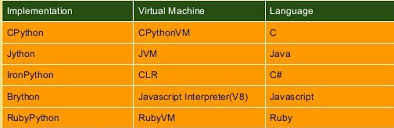 Implementation Virtual Machine Language
CPython CPythonVM C
Jython JVM Java
IronPython CLR C#
Brython Javascript Interpreter(V8) Javascript
RubyPython RubyVM Ruby